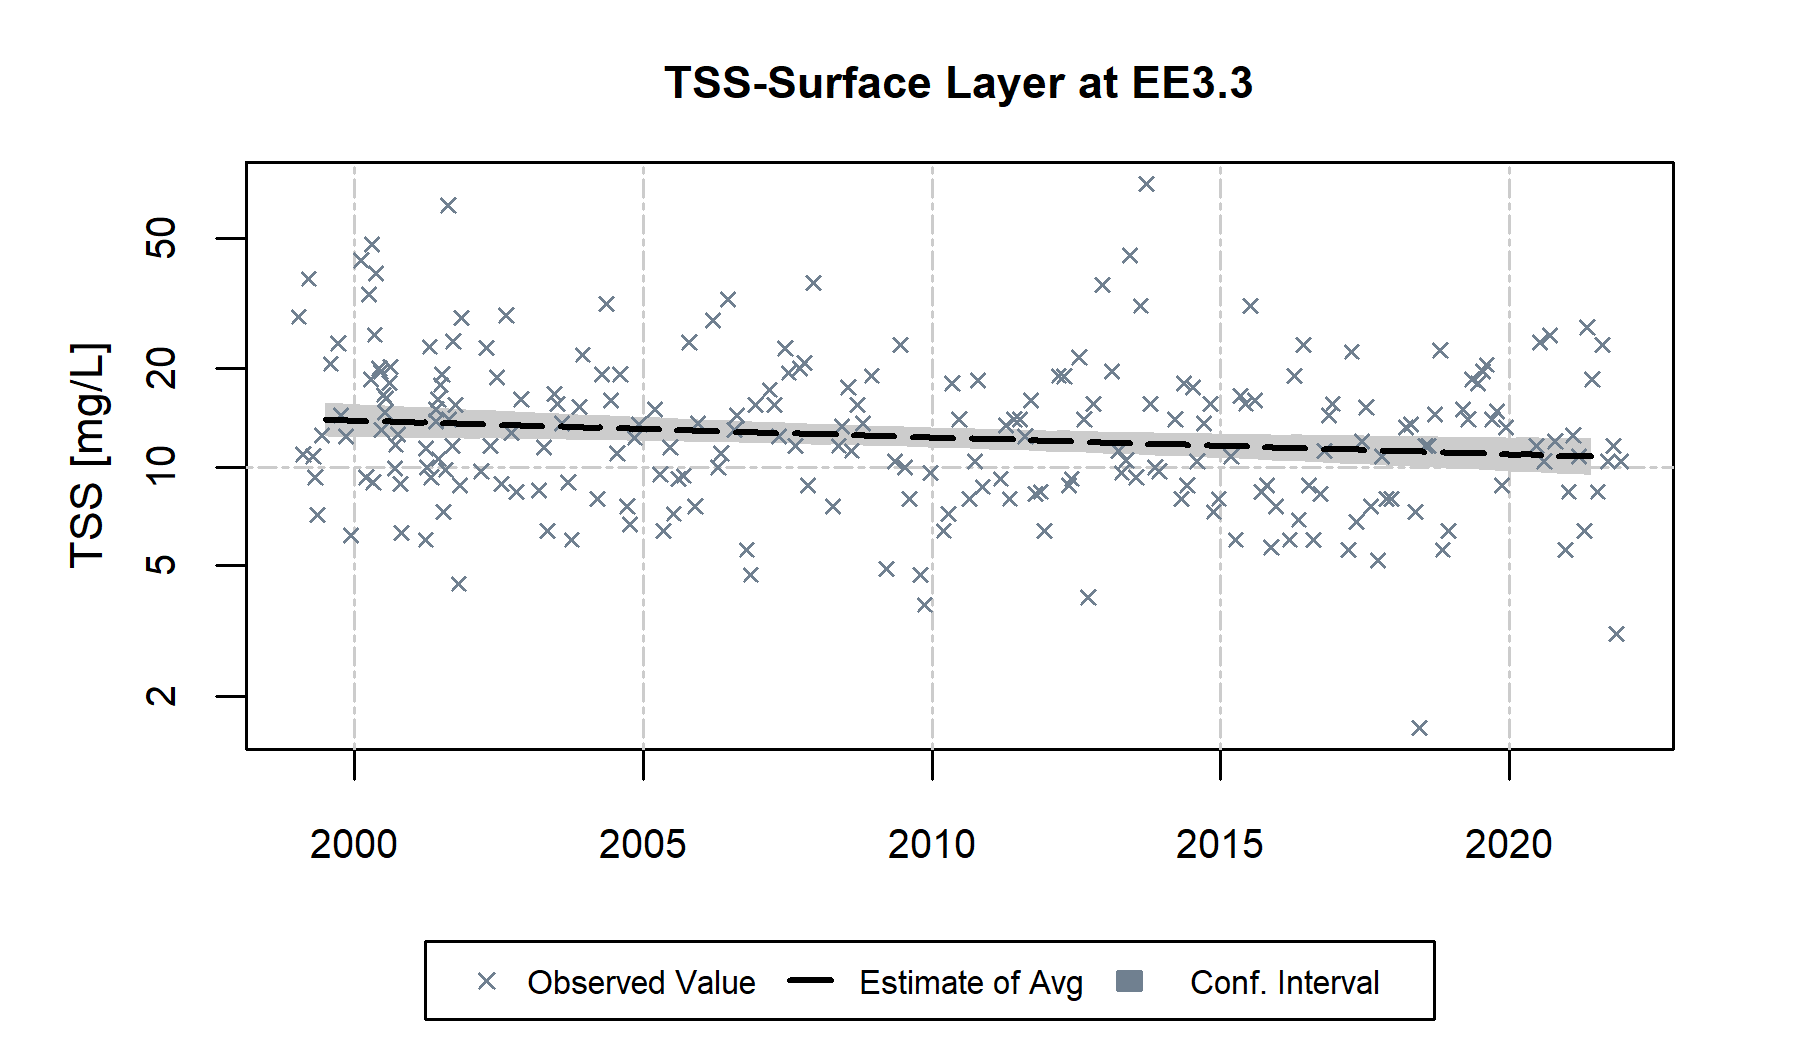 TSS-Surface Layer at EE3.3
TSS [mg/L]
50
20
10
5
2
2000 2005 2010 2015 2020
Observed Value Estimate of Avg Conf. Interval